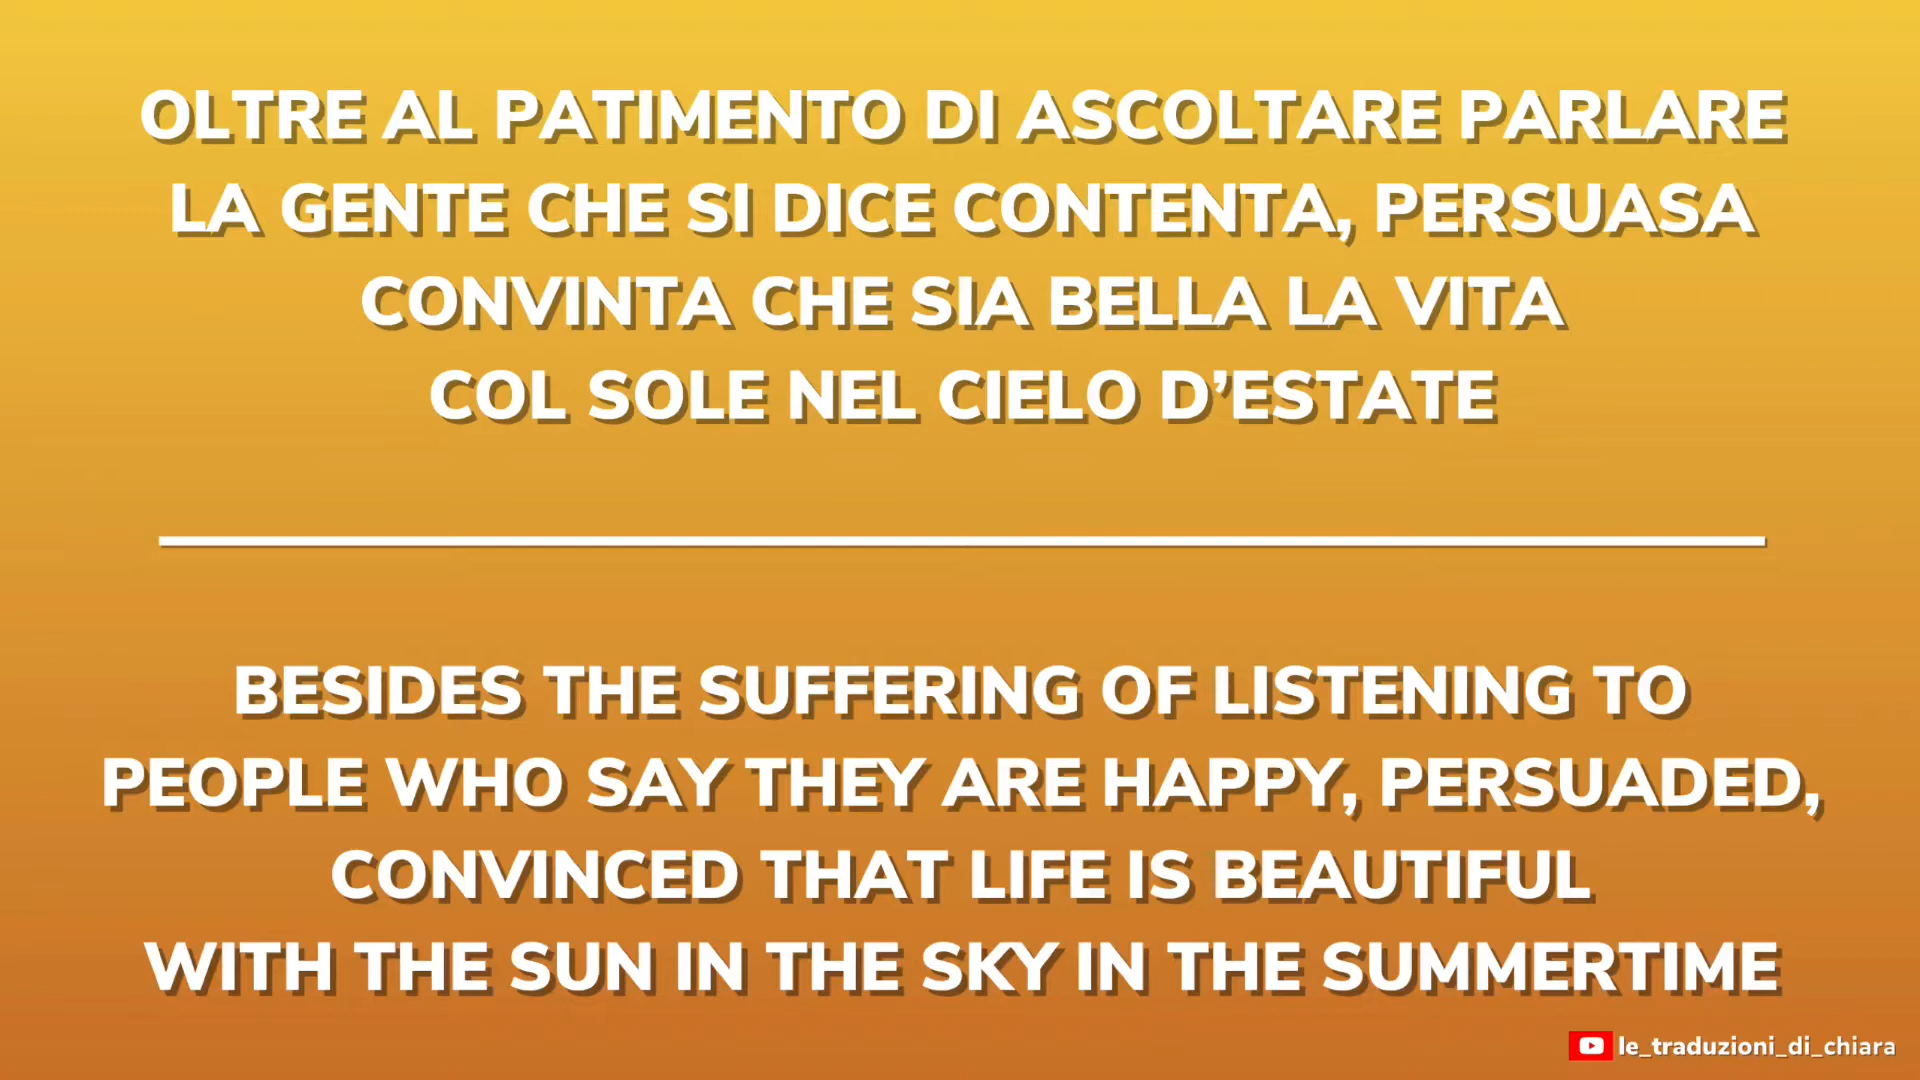 OLTRE AL PATIMENTO DI ASCOLTARE PARLARE
LA GENTE CHE SI DICE CONTENTA, PERSUASA
CONVINTA CHE SIA BELLA LA VITA
COL SOLE NEL CIELO D’ESTATE
BESIDES THE SUFFERING OF LISTENING TO
PEOPLE WHO SAY THEY ARE HAPPY, PERSUADED,
CONVINCED THAT LIFE IS BEAUTIFUL
WITH THE SUN IN THE SKY IN THE SUMMERTIME
le_traduzioni_di_chiara